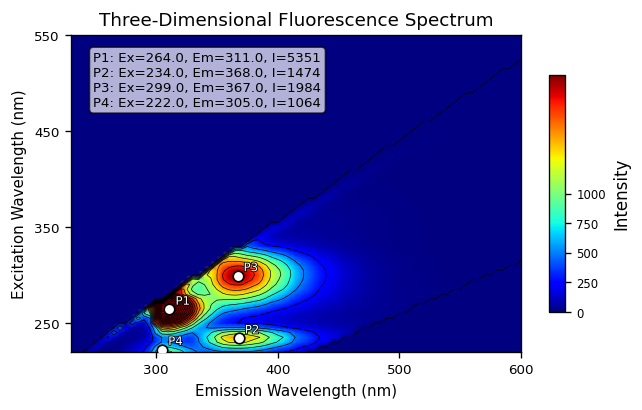 Three-Dimensional Fluorescence Spectrum
P1: Ex=264.0, Em=311.0, I=5351
P2: Ex=234.0, Em=368.0, I=1474
P3: Ex=299.0, Em=367.0, I=1984
P4: Ex=222.0, Em=305.0, I=1064
550
450
350
250
Excitation Wavelength (nm)
P3
P1
P2
P4
300
400
500
600
Emission Wavelength (nm)
1000
750
500
250
0
Intensity